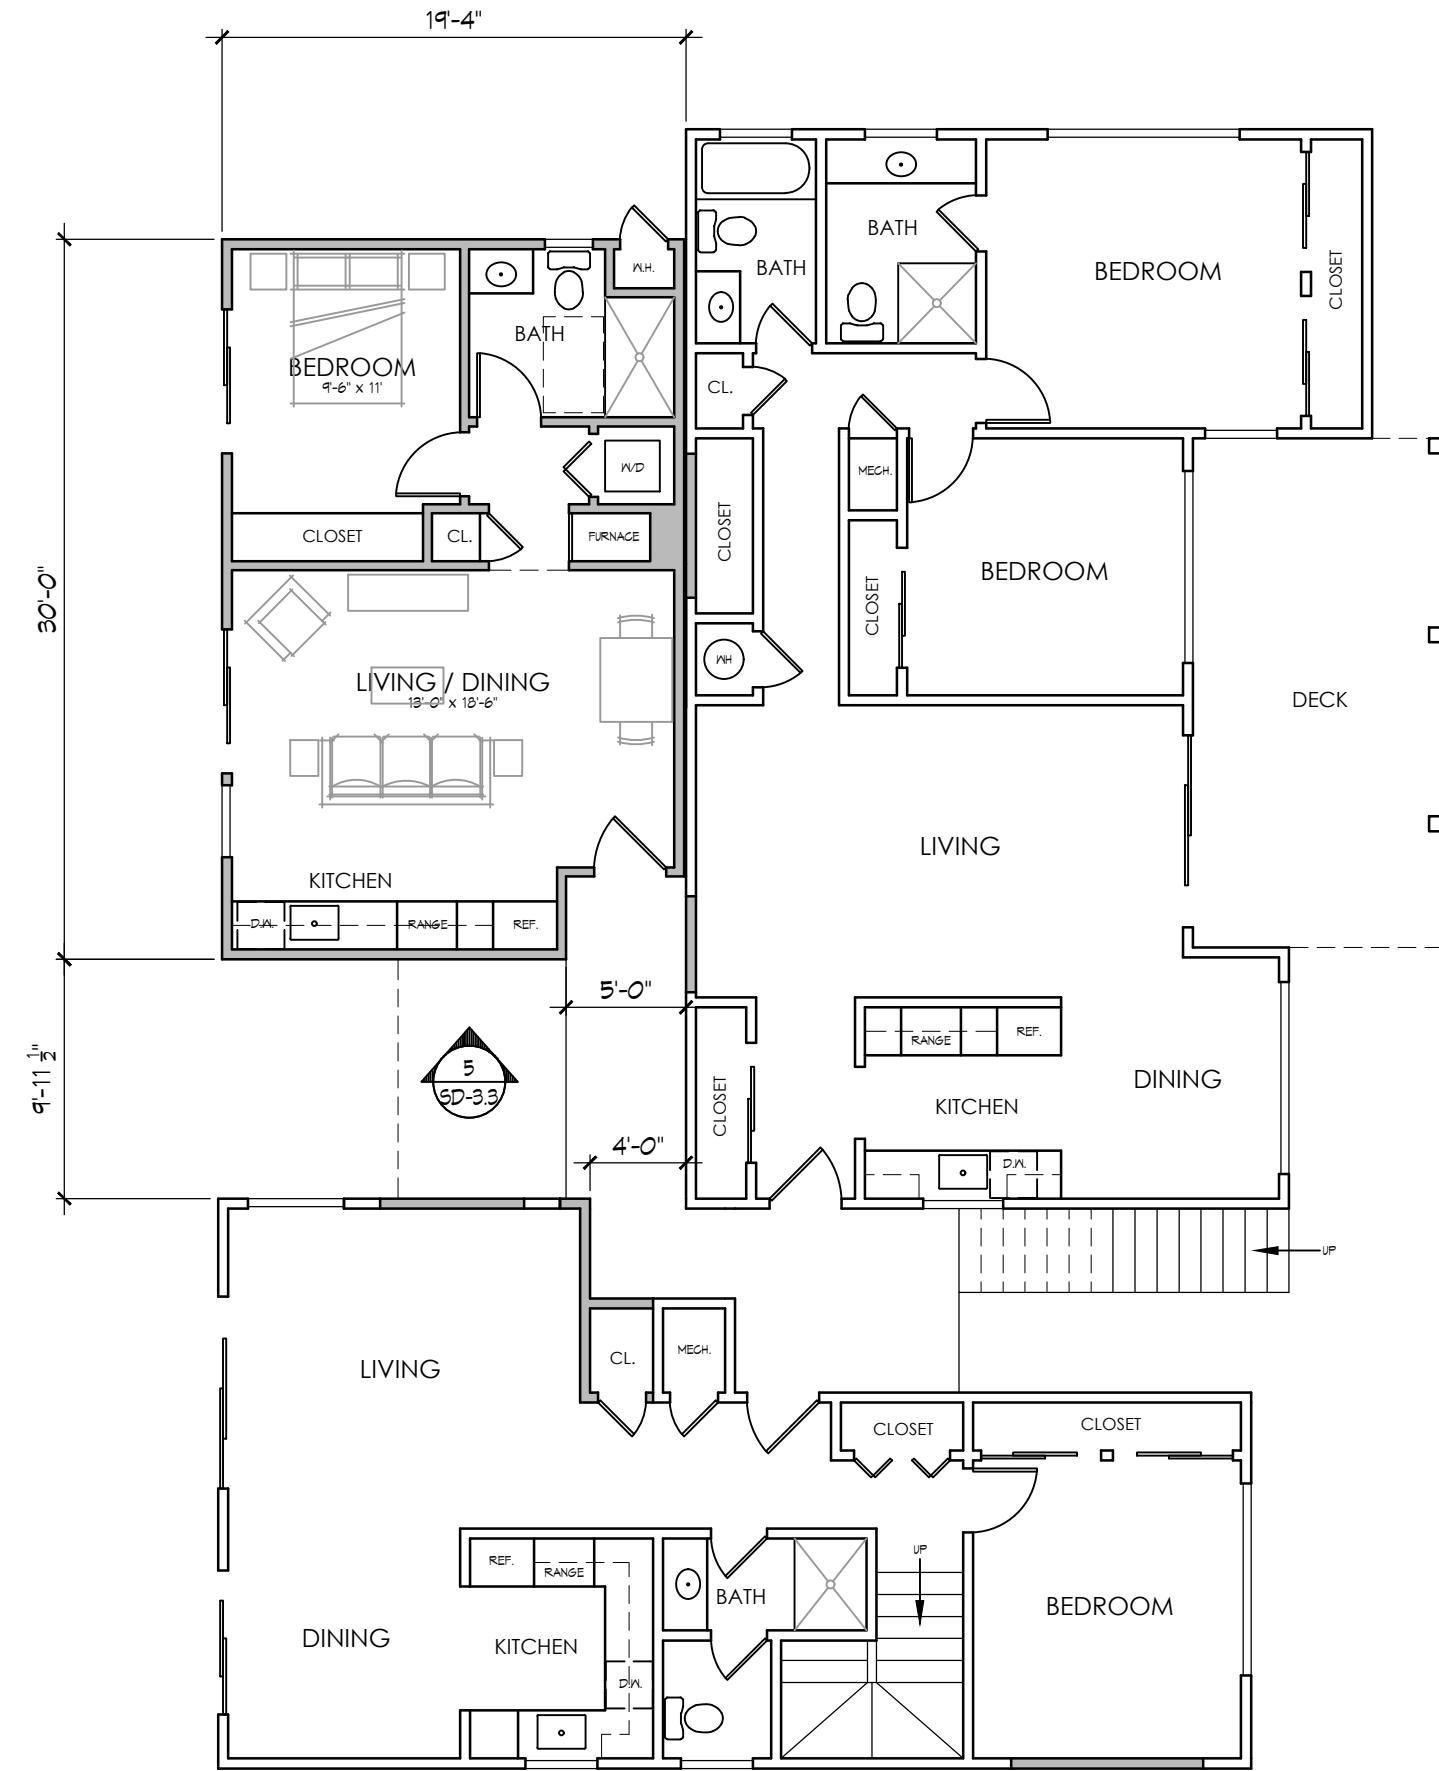 19'-4"
BATH
BATH
BEDROOM
CLOSET
W.H.
BATH
BEDROOM
9'-6" x 11'
CL.
W/D
MECH.
CLOSET
CL.
FURNACE
CLOSET
BEDROOM
CLOSET
30'-0"
WH
LIVING / DINING
13'-0" x 18'-6"
DECK
LIVING
KITCHEN
D.W.
RANGE
REF.
5'-0"
RANGE
REF.
9'-11 1/2"
5
SD-3.3
CLOSET
DINING
KITCHEN
4'-0"
D.W.
UP
LIVING
CL.
MECH.
CLOSET
CLOSET
REF.
RANGE
UP
BATH
BEDROOM
DINING
KITCHEN
D.W.